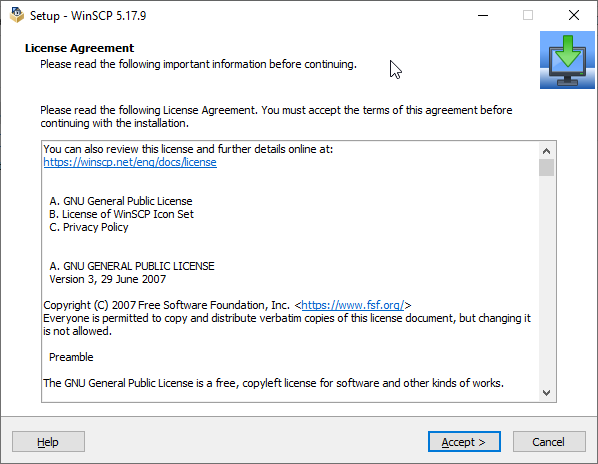 Setup - WinSCP 5.17.9
License Agreement
Please read the following important information before continuing.
Please read the following License Agreement. You must accept the terms of this agreement before
continuing with the installation.
You can also review this license and further details online at:
https://winscp.net/eng/docs/license
A. GNU General Public License
B. License of WinSCP Icon Set
C. Privacy Policy
A. GNU GENERAL PUBLIC LICENSE
Version 3, 29 June 2007
Copyright (C) 2007 Free Software Foundation, Inc. <https://www.fsf.org/>
Everyone is permitted to copy and distribute verbatim copies of this license document, but changing it
is not allowed.
Preamble
The GNU General Public License is a free, copyleft license for software and other kinds of works.
Help
Accept >
Cancel